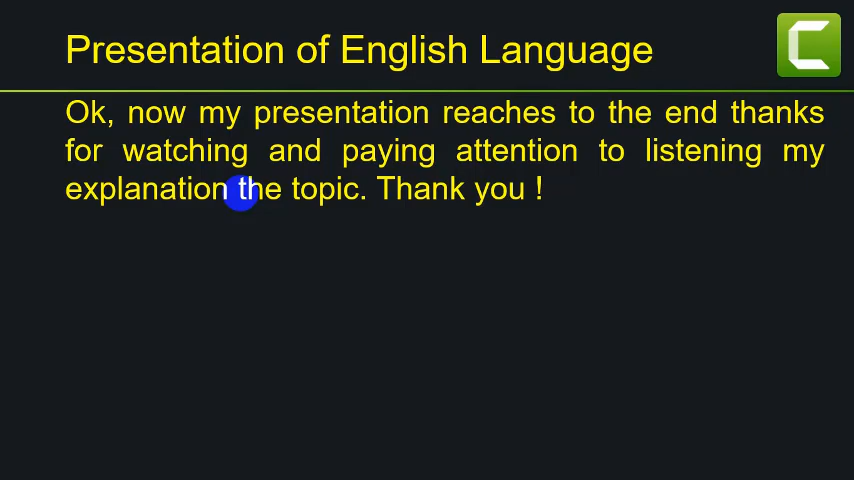 Presentation of English Language
Ok, now my presentation reaches to the end thanks
for watching and paying attention to listening my
explanation the topic. Thank you !